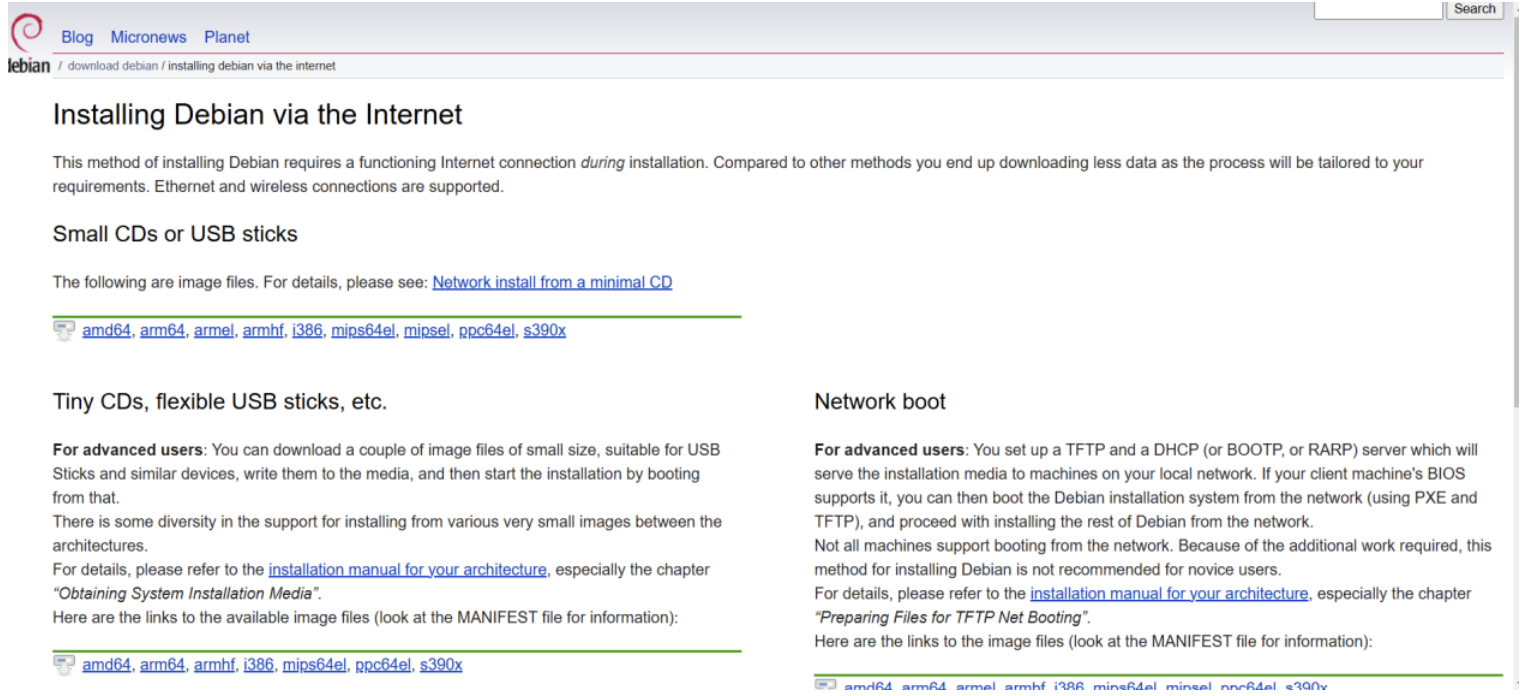 Search
Blog Micronews Planet
debian / download debian / installing debian via the internet
Installing Debian via the Internet
This method of installing Debian requires a functioning Internet connection during installation. Compared to other methods you end up downloading less data as the process will be tailored to your
requirements. Ethernet and wireless connections are supported.
Small CDs or USB sticks
The following are image files. For details, please see: Network install from a minimal CD
amd64, arm64, armel, armhf, i386, mips64el, mipsel, ppc64el, s390x
Tiny CDs, flexible USB sticks, etc.
For advanced users: You can download a couple of image files of small size, suitable for USB
Sticks and similar devices, write them to the media, and then start the installation by booting
from that.
There is some diversity in the support for installing from various very small images between the
architectures.
For details, please refer to the installation manual for your architecture, especially the chapter
“Obtaining System Installation Media”.
Here are the links to the available image files (look at the MANIFEST file for information):
amd64, arm64, armhf, i386, mips64el, ppc64el, s390x
Network boot
For advanced users: You set up a TFTP and a DHCP (or BOOTP, or RARP) server which will
serve the installation media to machines on your local network. If your client machine's BIOS
supports it, you can then boot the Debian installation system from the network (using PXE and
TFTP), and proceed with installing the rest of Debian from the network.
Not all machines support booting from the network. Because of the additional work required, this
method for installing Debian is not recommended for novice users.
For details, please refer to the installation manual for your architecture, especially the chapter
“Preparing Files for TFTP Net Booting”.
Here are the links to the image files (look at the MANIFEST file for information):
amd64, arm64, armel, armhf, i386, mips64el, mipsel, ppc64el, s390x